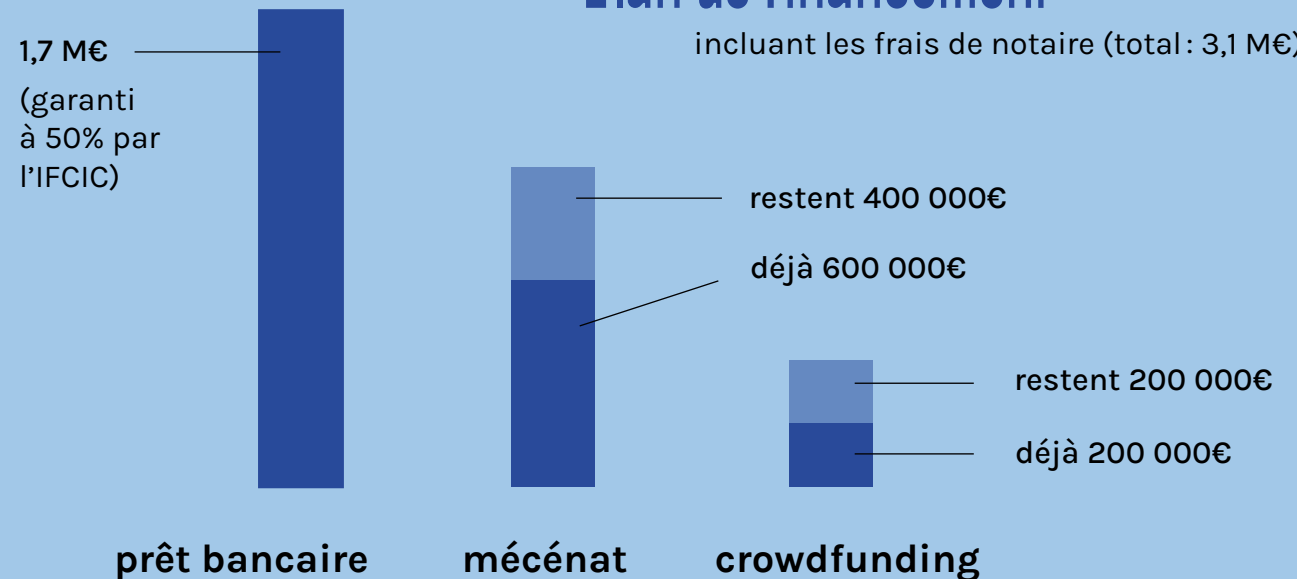 incluant les frais de notaire (total : 3,1 M€)
1,7 M€
(garanti
à 50% par
l'IFCIC)
restent 400 000€
déjà 600 000€
restent 200 000€
déjà 200 000€
prêt bancaire
mécénat
crowdfunding